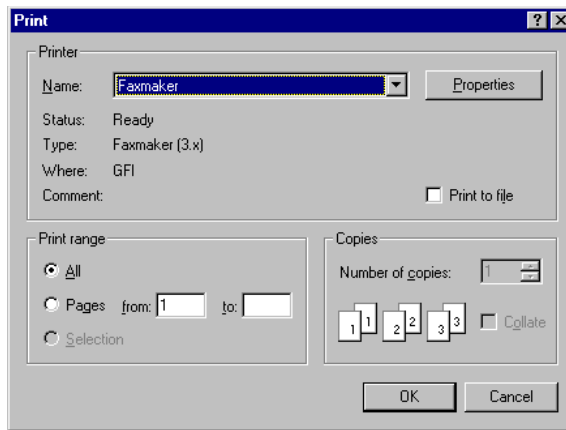 Print
Printer
Name: Faxmaker Properties
Status: Ready
Type: Faxmaker (3.x)
Where: GFI
Comment: Print to file
Print range
All
Pages from: 1 to:
Selection
Copies
Number of copies: 1
1 1 2 2 3 3 Collate
OK Cancel